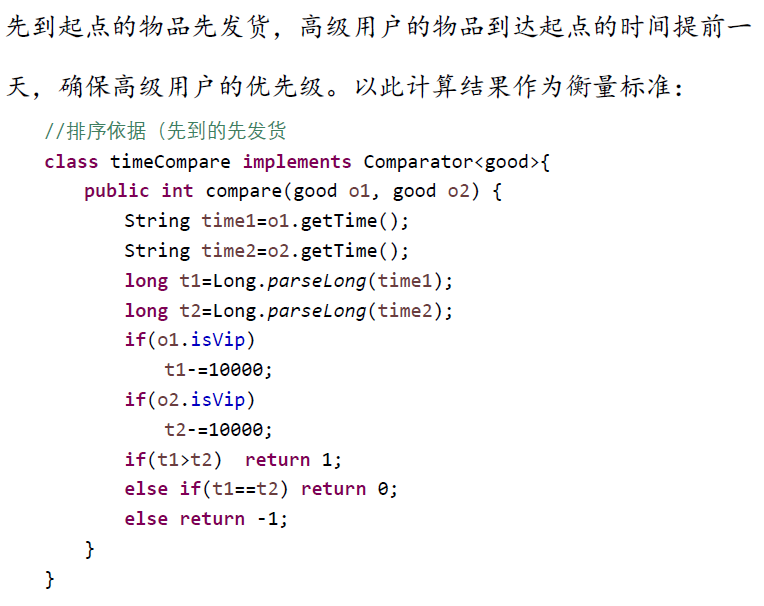 先到起点的物品先发货，高级用户的物品到达起点的时间提前一
天，确保高级用户的优先级。以此计算结果作为衡量标准：
//排序依据（先到的先发货
class timeCompare implements Comparator<good>{
    public int compare(good o1, good o2) {
        String time1=o1.getTime();
        String time2=o2.getTime();
        long t1=Long.parseLong(time1);
        long t2=Long.parseLong(time2);
        if(o1.isVip)
            t1-=10000;
        if(o2.isVip)
            t2-=10000;
        if(t1>t2)  return 1;
        else if(t1==t2) return 0;
        else return -1;
    }
}